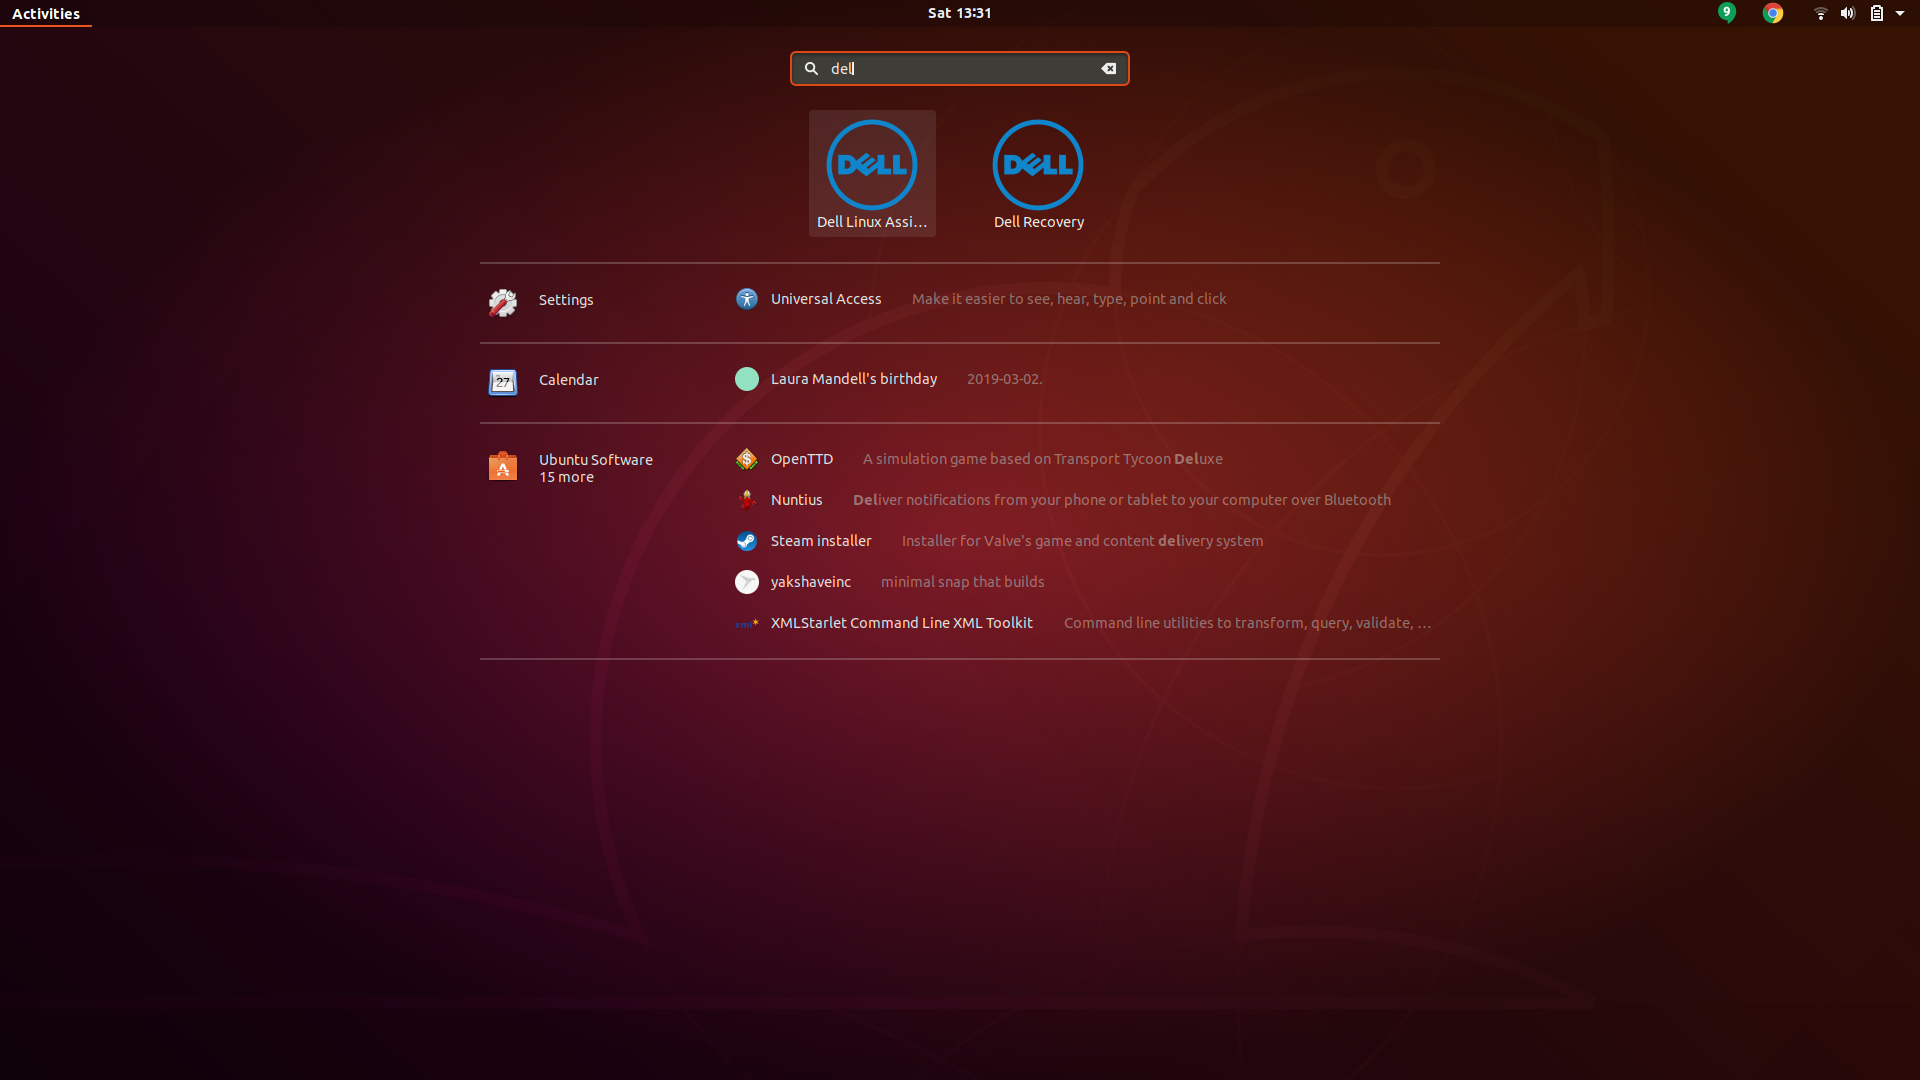 Activities
Sat 13:31
9
del
DELL
DELL
Dell Linux Assi…
Dell Recovery
Settings
Universal Access Make it easier to see, hear, type, point and click
27
Calendar
Laura Mandell's birthday 2019-03-02.
Ubuntu Software
15 more
OpenTTD A simulation game based on Transport Tycoon Deluxe
Nuntius Deliver notifications from your phone or tablet to your computer over Bluetooth
Steam installer Installer for Valve's game and content delivery system
yakshaveinc minimal snap that builds
xml
XMLStarlet Command Line XML Toolkit Command line utilities to transform, query, validate, …